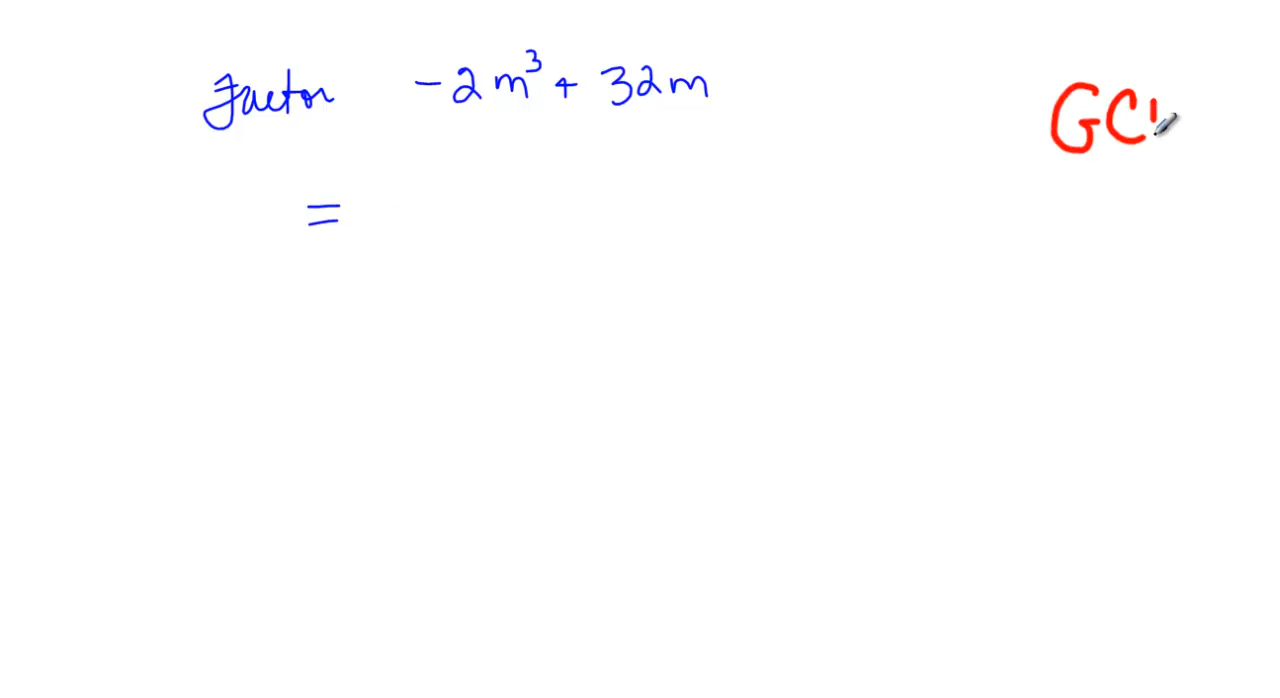 Factor -2m³ + 32m
GC
=